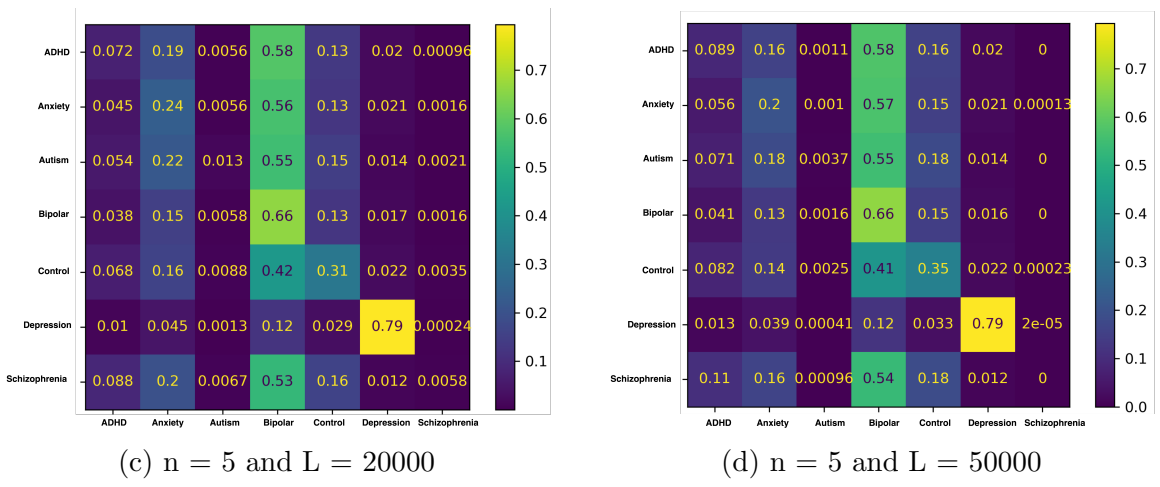 ADHD 0.072 0.19 0.0056 0.58 0.13 0.02 0.00096
Anxiety 0.045 0.24 0.0056 0.56 0.13 0.021 0.0016
Autism 0.054 0.22 0.013 0.55 0.15 0.014 0.0021
Bipolar 0.038 0.15 0.0058 0.66 0.13 0.017 0.0016
Control 0.068 0.16 0.0088 0.42 0.31 0.022 0.0035
Depression 0.01 0.045 0.0013 0.12 0.029 0.79 0.00024
Schizophrenia 0.088 0.2 0.0067 0.53 0.16 0.012 0.0058
ADHD Anxiety Autism Bipolar Control Depression Schizophrenia
0.7
0.6
0.5
0.4
0.3
0.2
0.1
(c) n = 5 and L = 20000
ADHD 0.089 0.16 0.0011 0.58 0.16 0.02 0
Anxiety 0.056 0.2 0.001 0.57 0.15 0.021 0.00013
Autism 0.071 0.18 0.0037 0.55 0.18 0.014 0
Bipolar 0.041 0.13 0.0016 0.66 0.15 0.016 0
Control 0.082 0.14 0.0025 0.41 0.35 0.022 0.00023
Depression 0.013 0.039 0.00041 0.12 0.033 0.79 2e-05
Schizophrenia 0.11 0.16 0.00096 0.54 0.18 0.012 0
ADHD Anxiety Autism Bipolar Control Depression Schizophrenia
0.7
0.6
0.5
0.4
0.3
0.2
0.1
0.0
(d) n = 5 and L = 50000